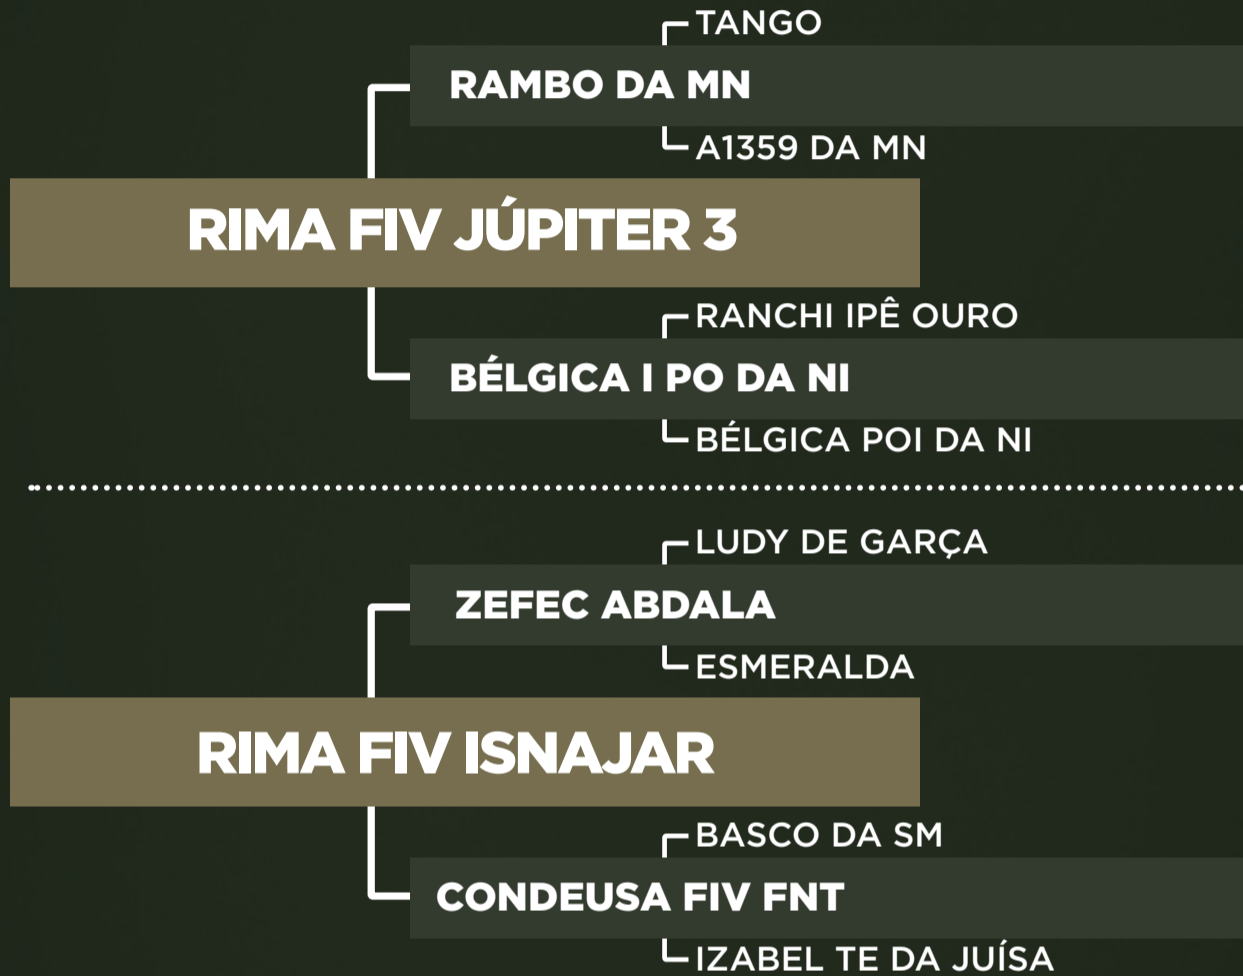 TANGO
RAMBO DA MN
A1359 DA MN
RIMA FIV JÚPITER 3
RANCHI IPÊ OURO
BÉLGICA I PO DA NI
BÉLGICA POI DA NI
LUDY DE GARÇA
ZEFEC ABDALA
ESMERALDA
RIMA FIV ISNAJAR
BASCO DA SM
CONDEUSA FIV FNT
IZABEL TE DA JUÍSA